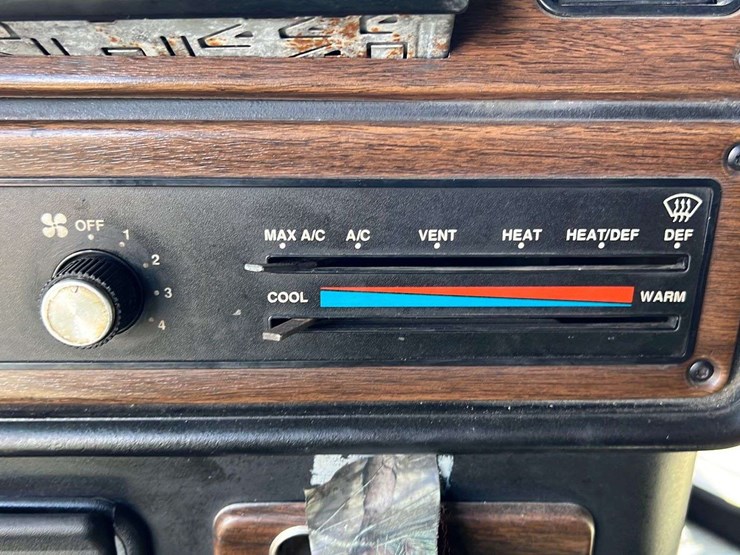 OFF
1
2
3
4
MAX A/C A/C VENT HEAT HEAT/DEF DEF
COOL WARM